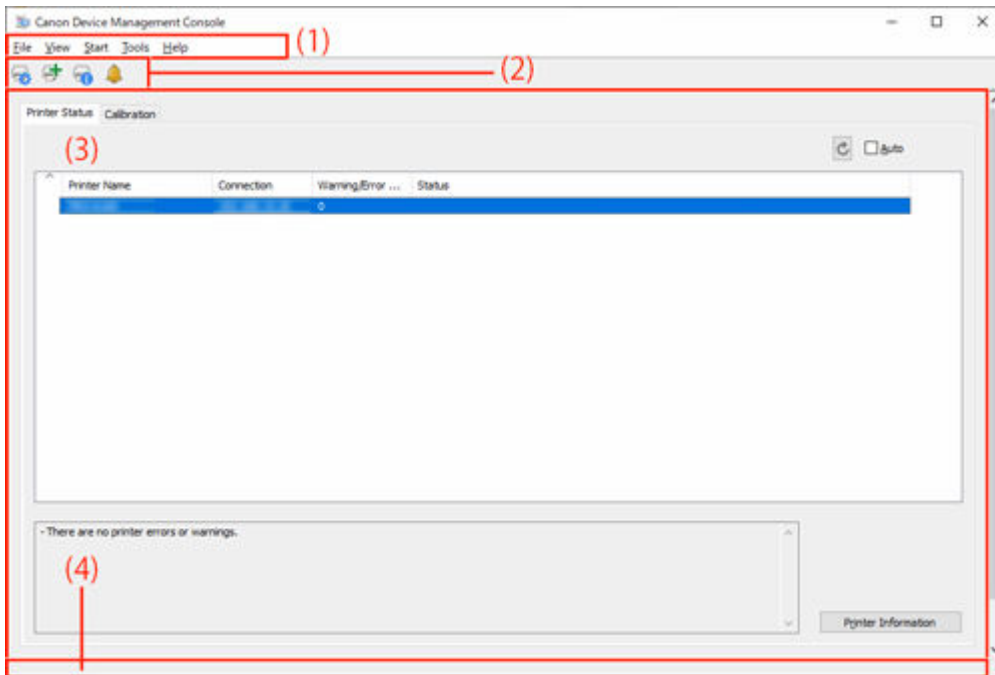 Canon Device Management Console
File View Start Tools Help
(1)
(2)
Printer Status Calibration
(3)
Auto
Printer Name Connection Warning/Error ... Status
0
- There are no printer errors or warnings.
(4)
Printer Information